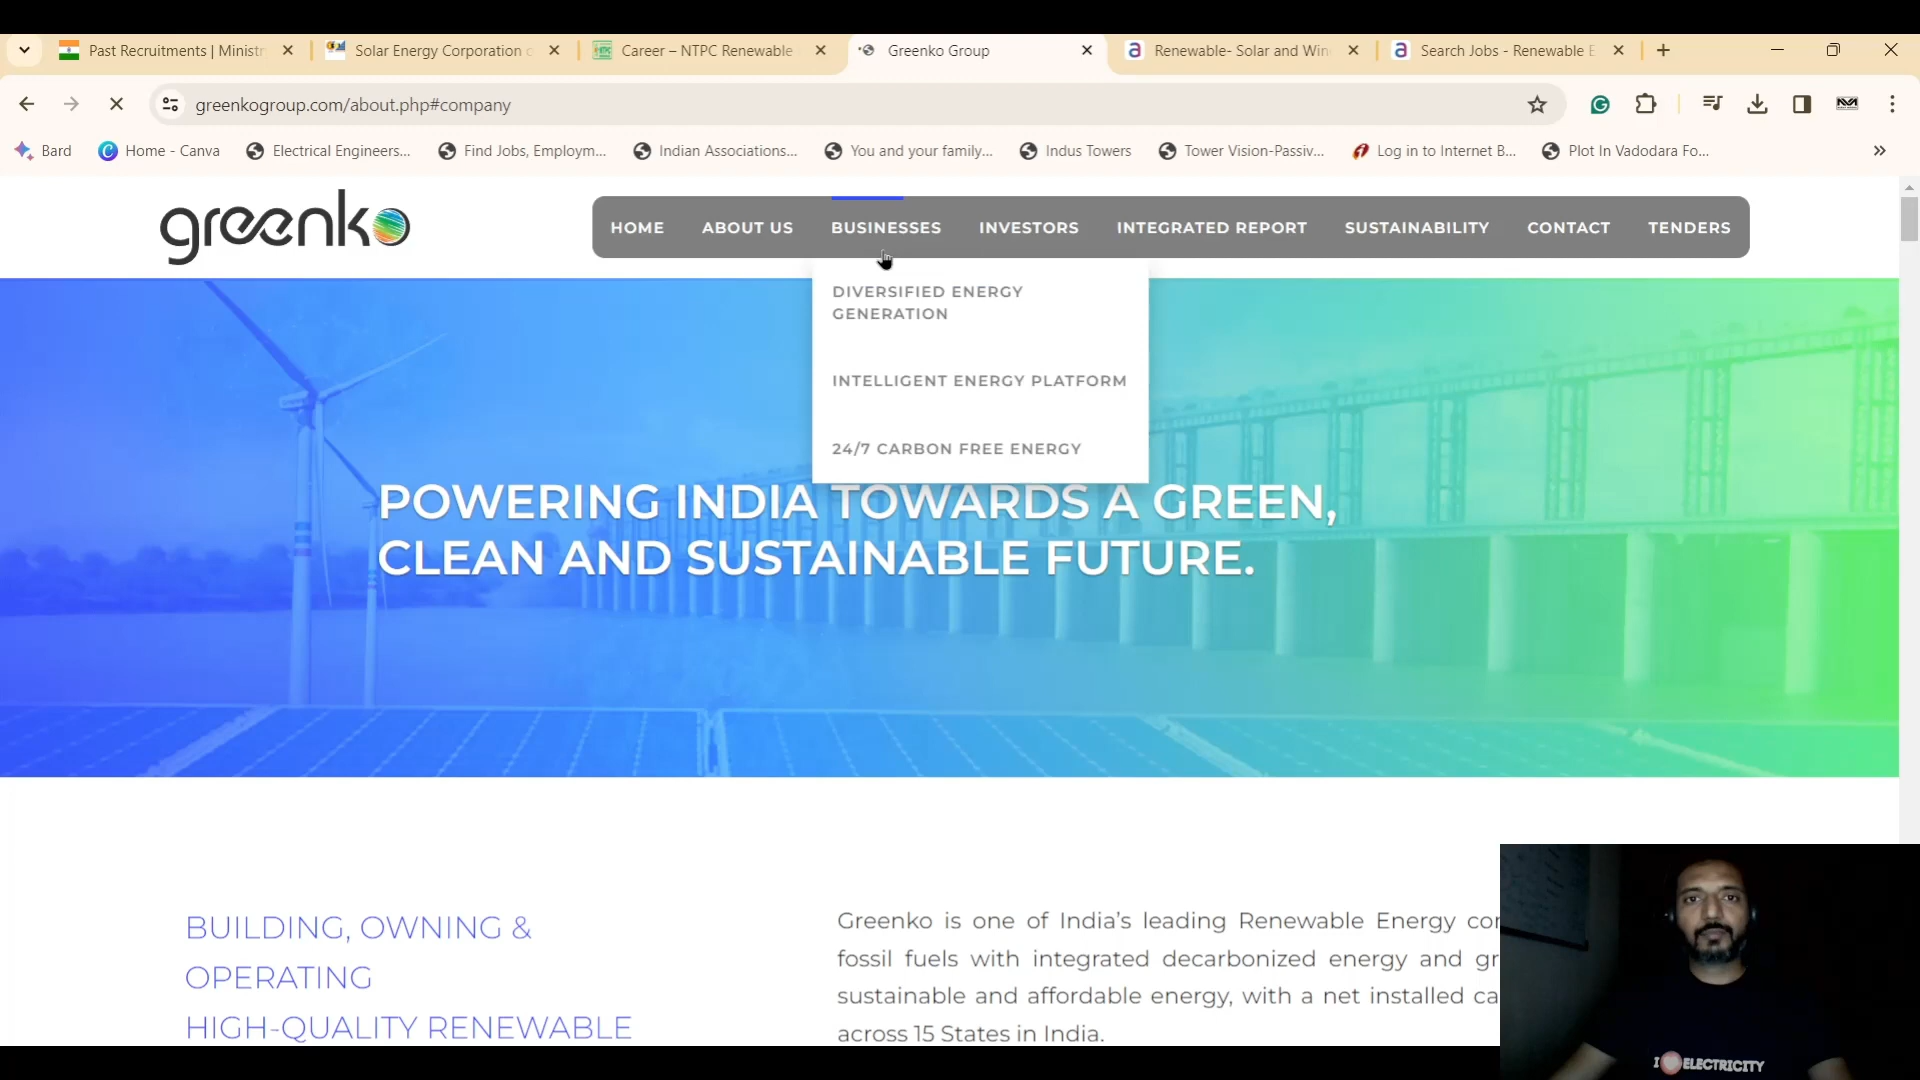 Past Recruitments | Ministr
Solar Energy Corporation o
Career – NTPC Renewable
Greenko Group
Renewable- Solar and Win
Search Jobs - Renewable E
greenkogroup.com/about.php#company
Bard
Home - Canva
Electrical Engineers...
Find Jobs, Employm...
Indian Associations...
You and your family...
Indus Towers
Tower Vision-Passiv...
Log in to Internet B...
Plot In Vadodara Fo...
greenko
HOME
ABOUT US
BUSINESSES
INVESTORS
INTEGRATED REPORT
SUSTAINABILITY
CONTACT
TENDERS
DIVERSIFIED ENERGY
GENERATION
INTELLIGENT ENERGY PLATFORM
24/7 CARBON FREE ENERGY
POWERING INDIA TOWARDS A GREEN,
CLEAN AND SUSTAINABLE FUTURE.
BUILDING, OWNING &
OPERATING
HIGH-QUALITY RENEWABLE
Greenko is one of India's leading Renewable Energy cor
fossil fuels with integrated decarbonized energy and gr
sustainable and affordable energy, with a net installed ca
across 15 States in India.
I ELECTRICITY